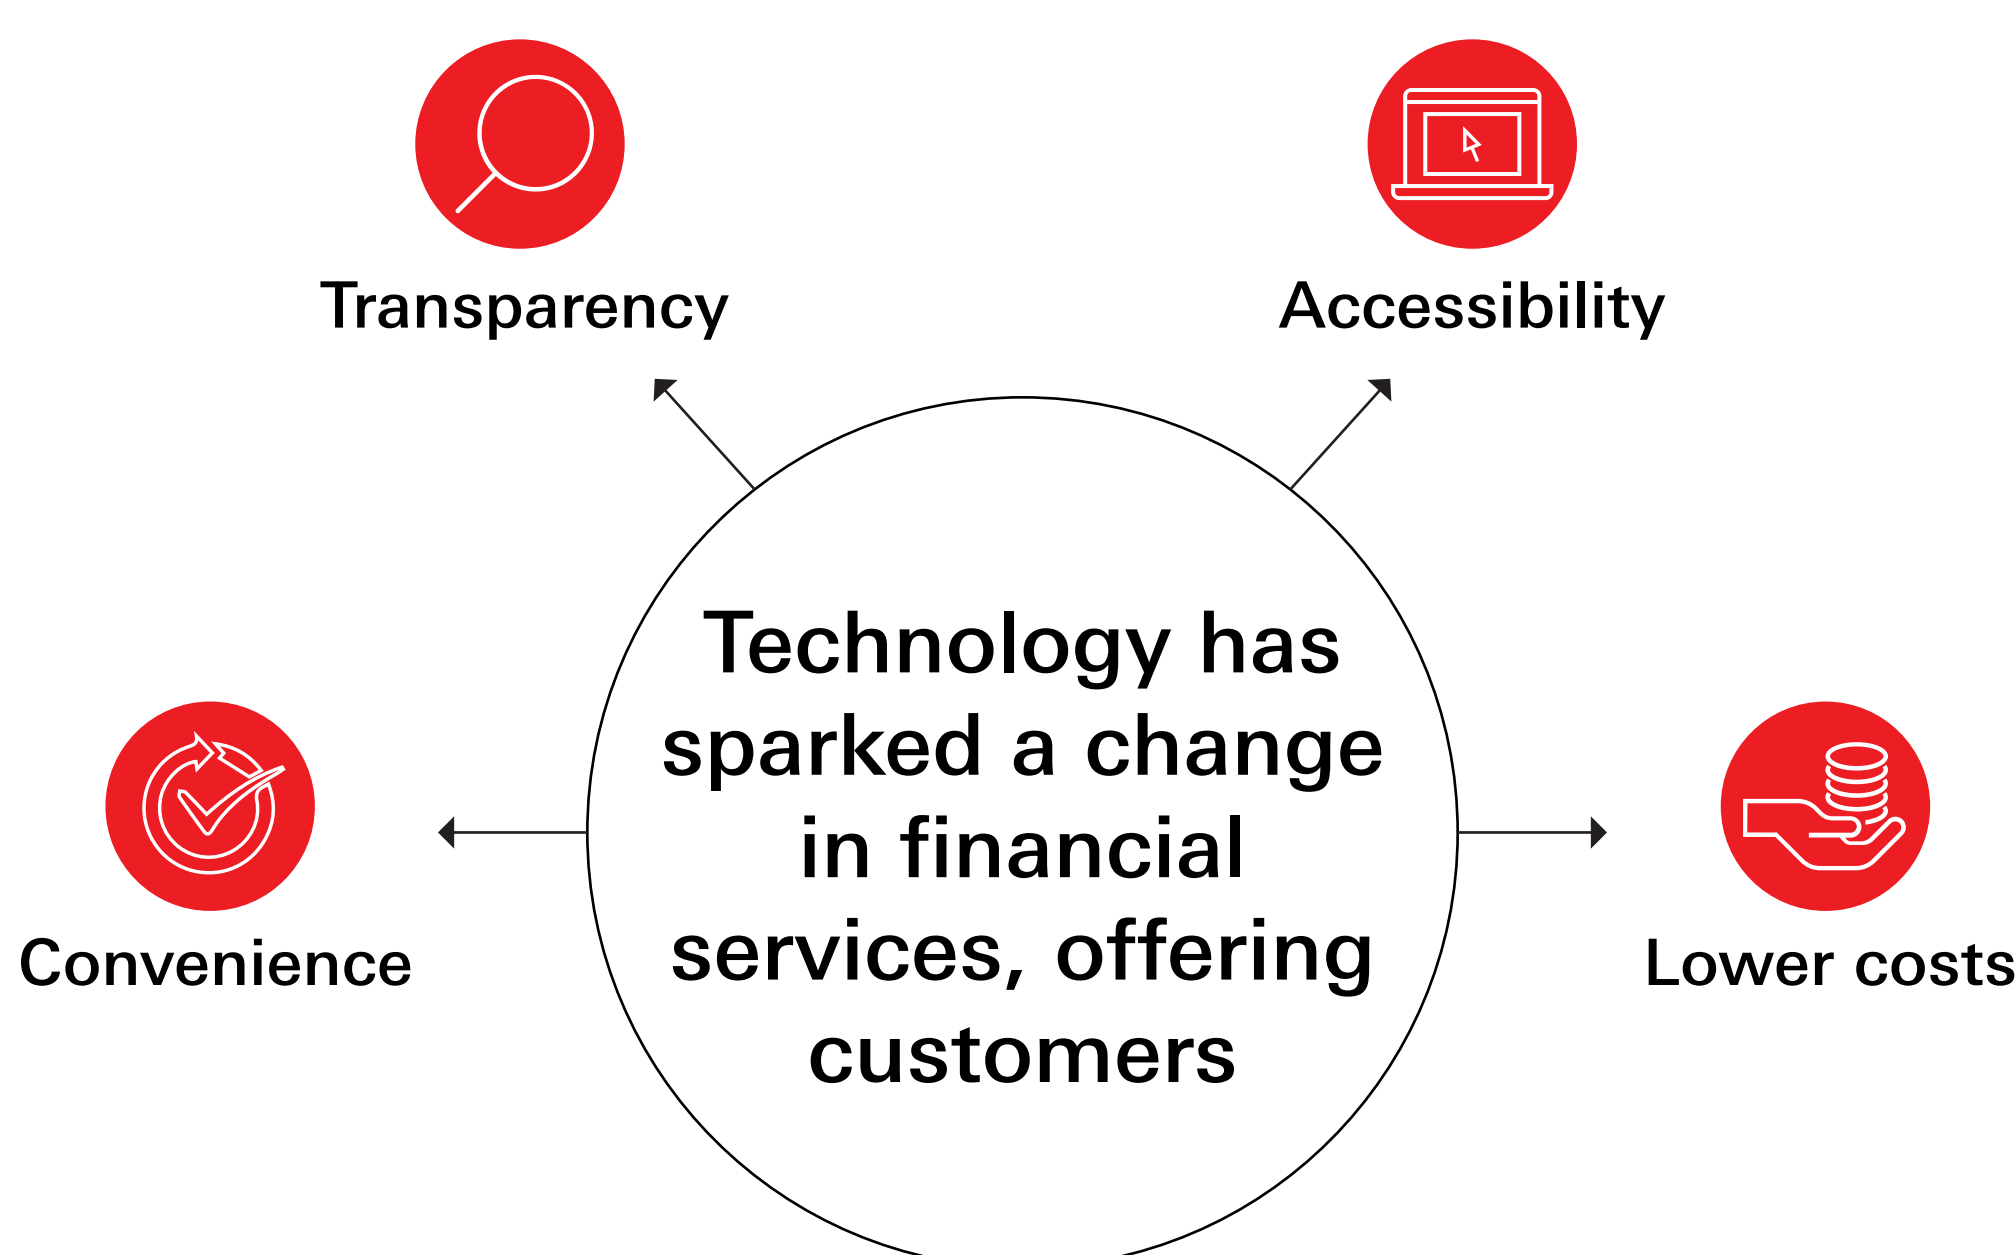 Transparency
Accessibility
Technology has
sparked a change
in financial
services, offering
customers
Convenience
Lower costs